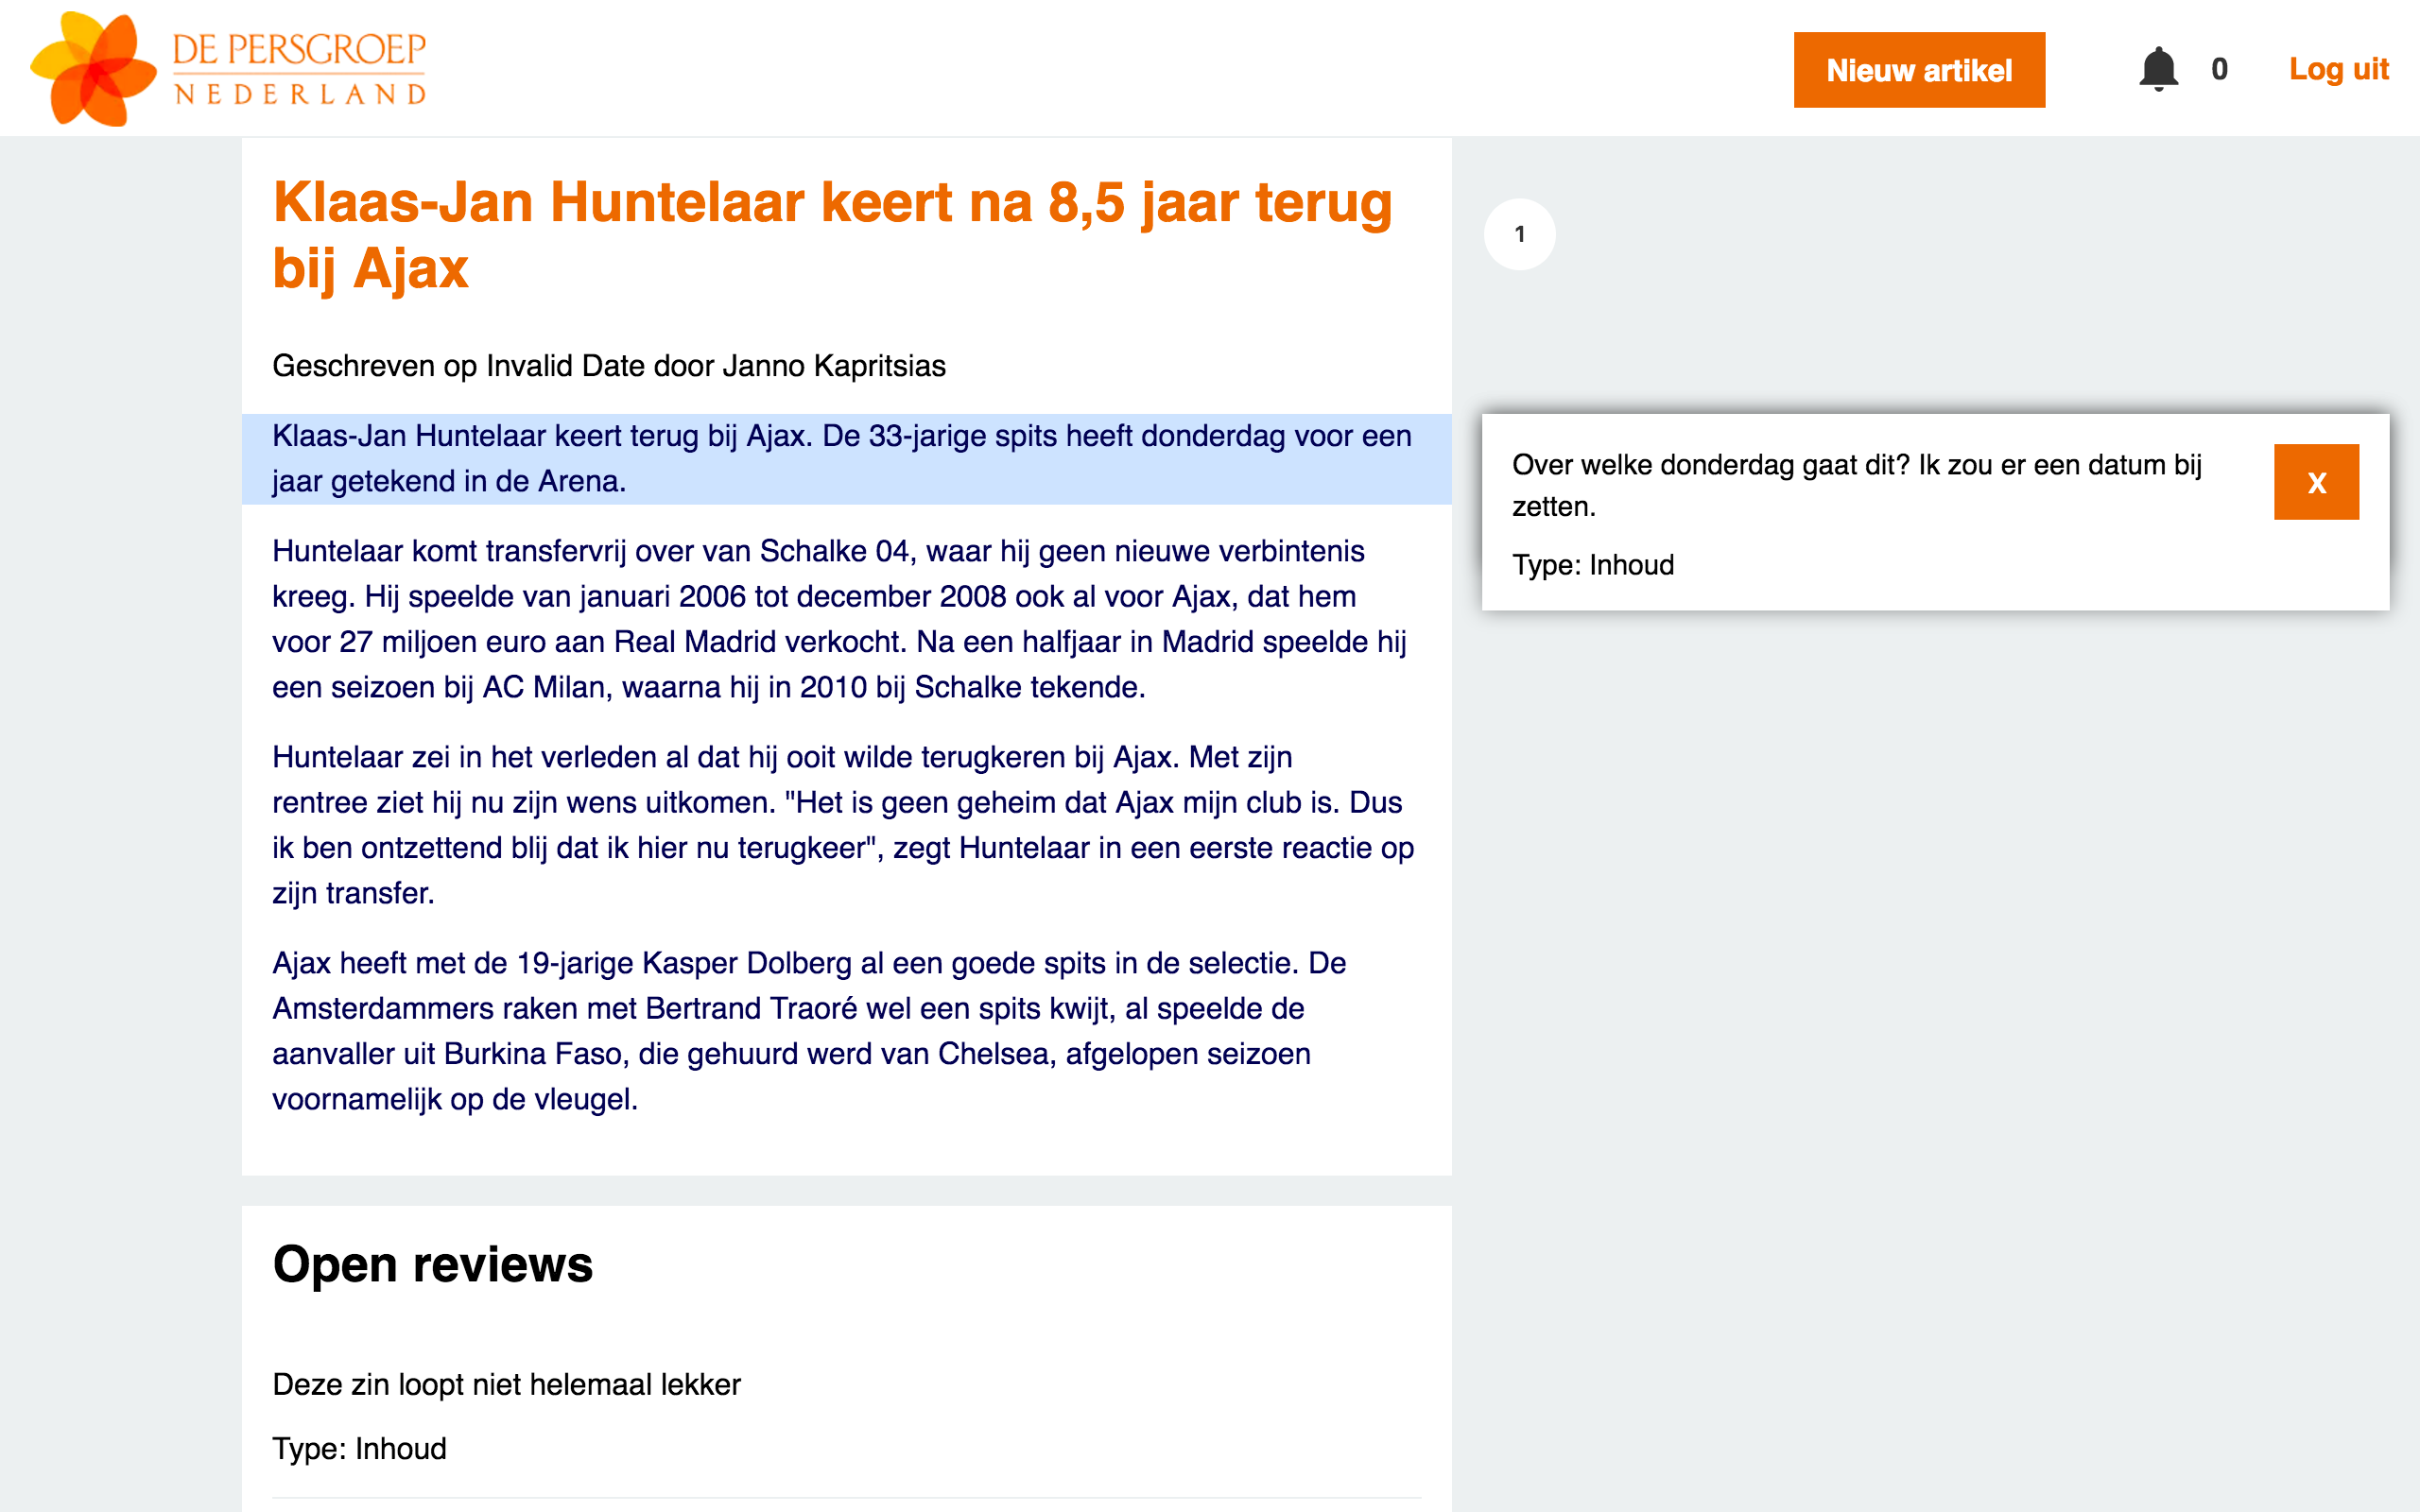 DE PERSGROEP
NEDERLAND
Nieuw artikel
0
Log uit
Klaas-Jan Huntelaar keert na 8,5 jaar terug
bij Ajax
1
Geschreven op Invalid Date door Janno Kapritsias
Klaas-Jan Huntelaar keert terug bij Ajax. De 33-jarige spits heeft donderdag voor een
jaar getekend in de Arena.
Over welke donderdag gaat dit? Ik zou er een datum bij
zetten.
X
Type: Inhoud
Huntelaar komt transfervrij over van Schalke 04, waar hij geen nieuwe verbintenis
kreeg. Hij speelde van januari 2006 tot december 2008 ook al voor Ajax, dat hem
voor 27 miljoen euro aan Real Madrid verkocht. Na een halfjaar in Madrid speelde hij
een seizoen bij AC Milan, waarna hij in 2010 bij Schalke tekende.
Huntelaar zei in het verleden al dat hij ooit wilde terugkeren bij Ajax. Met zijn
rentree ziet hij nu zijn wens uitkomen. "Het is geen geheim dat Ajax mijn club is. Dus
ik ben ontzettend blij dat ik hier nu terugkeer", zegt Huntelaar in een eerste reactie op
zijn transfer.
Ajax heeft met de 19-jarige Kasper Dolberg al een goede spits in de selectie. De
Amsterdammers raken met Bertrand Traoré wel een spits kwijt, al speelde de
aanvaller uit Burkina Faso, die gehuurd werd van Chelsea, afgelopen seizoen
voornamelijk op de vleugel.
Open reviews
Deze zin loopt niet helemaal lekker
Type: Inhoud